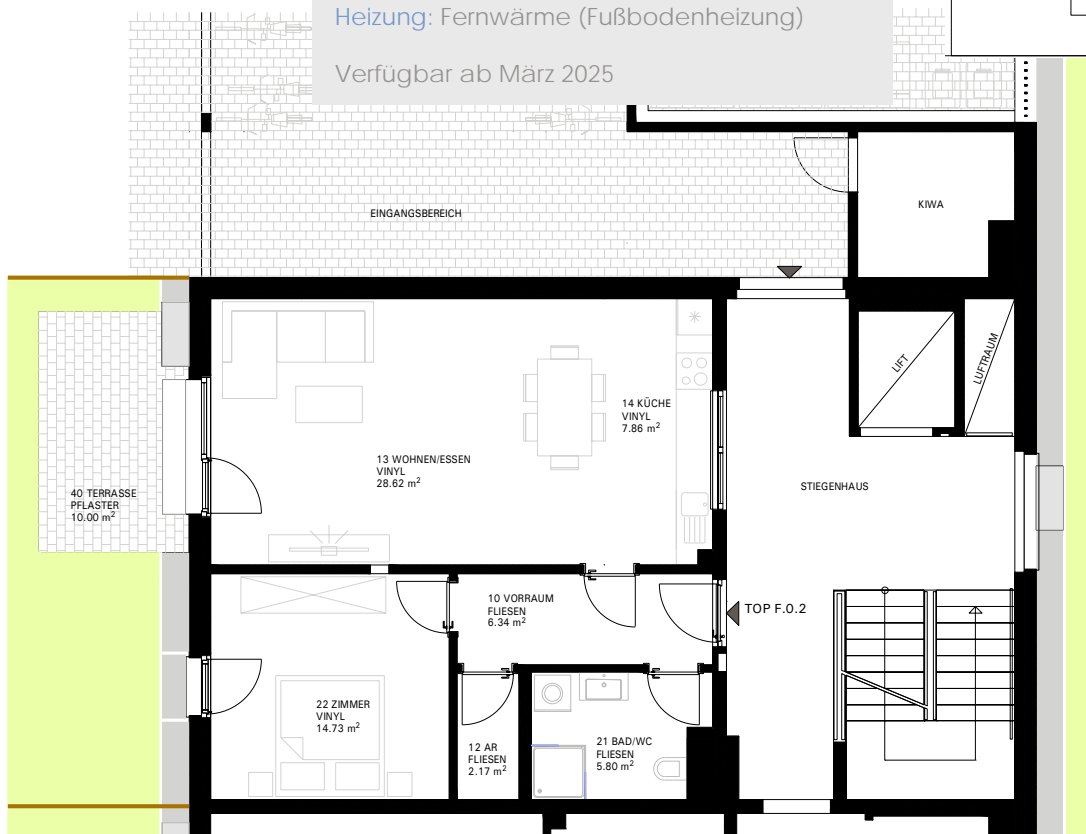 Heizung: Fernwärme (Fußbodenheizung)
Verfügbar ab März 2025
EINGANGSBEREICH
KIWA
LIFT
LUFTRAUM
14 KÜCHE
VINYL
7.86 m²
13 WOHNEN/ESSEN
VINYL
28.62 m²
STIEGENHAUS
40 TERRASSE
PFLASTER
10.00 m²
10 VORRAUM
FLIESEN
6.34 m²
TOP F.0.2
22 ZIMMER
VINYL
14.73 m²
12 AR
FLIESEN
2.17 m²
21 BAD/WC
FLIESEN
5.80 m²